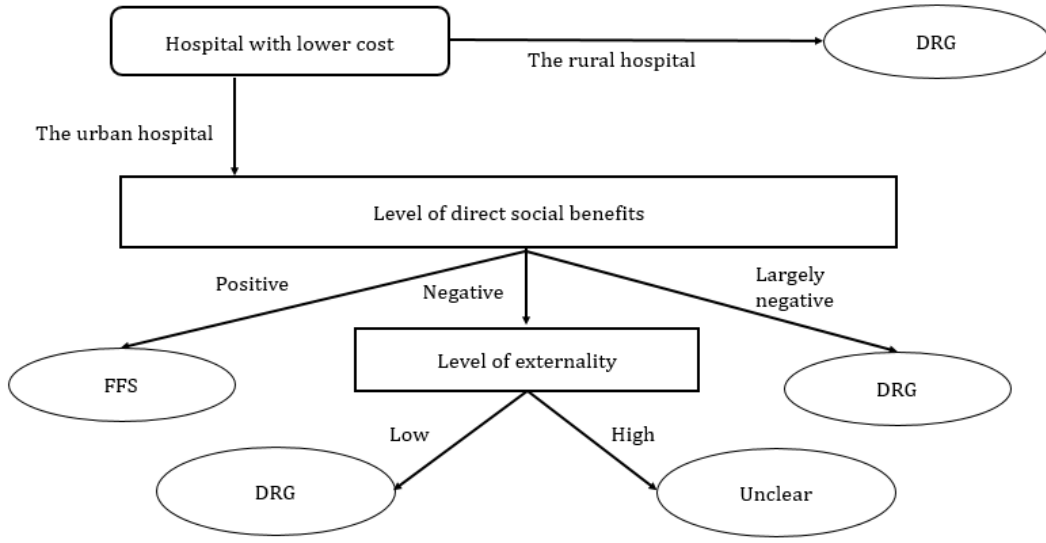 Hospital with lower cost
DRG
The rural hospital
The urban hospital
Level of direct social benefits
Positive
Negative
Largely
negative
Level of externality
FFS
DRG
Low
High
DRG
Unclear